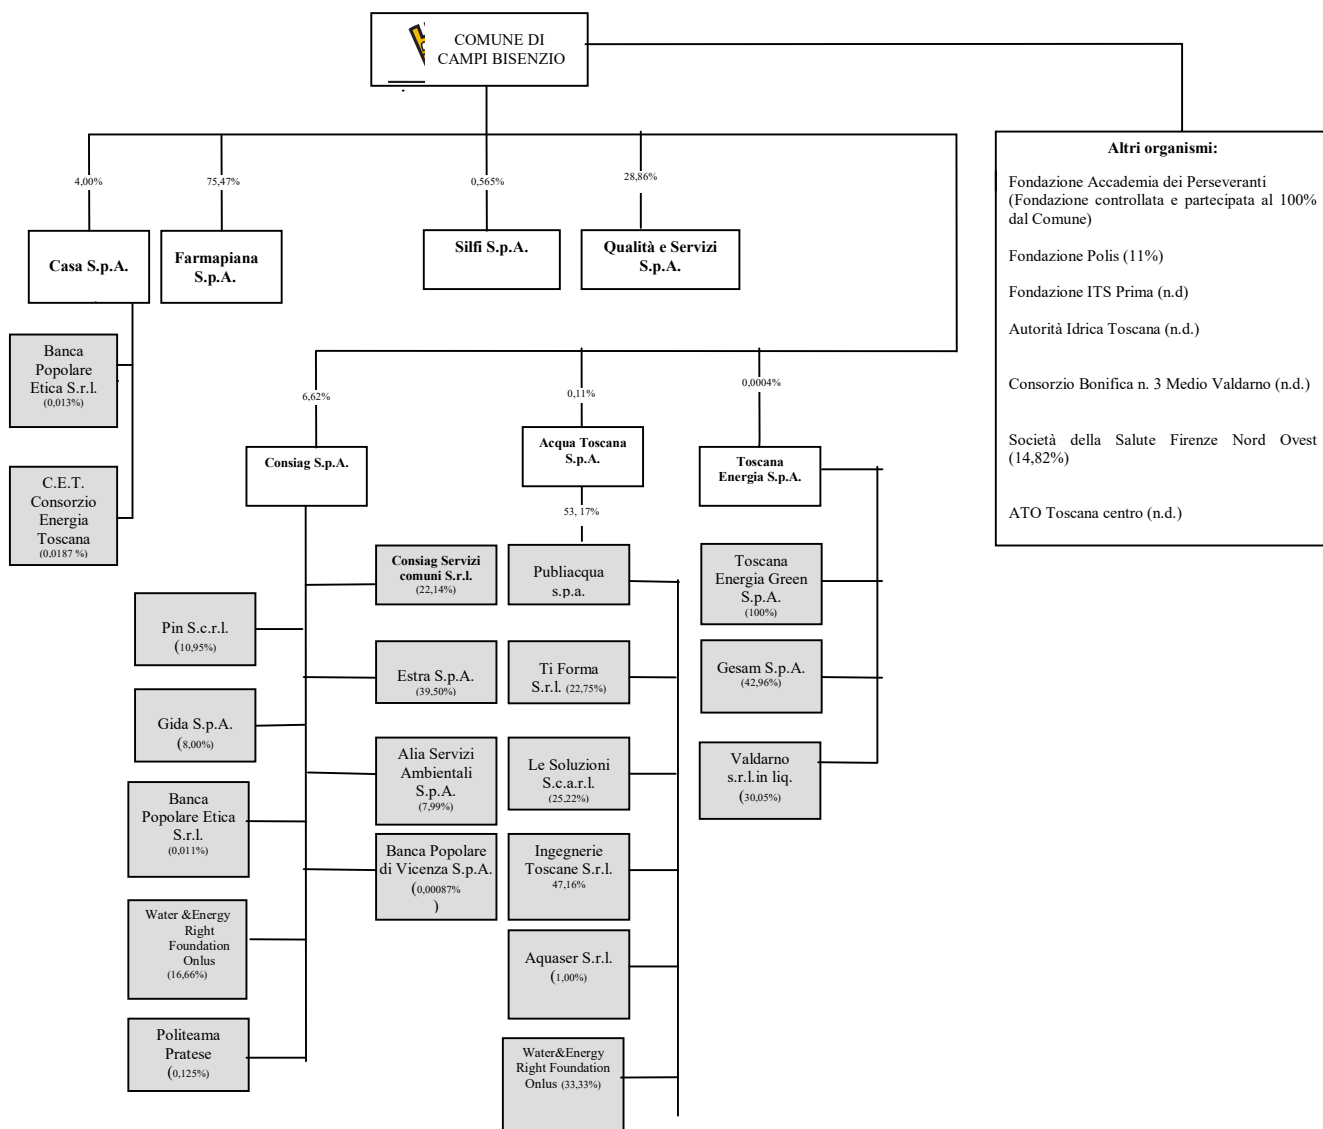 COMUNE DI
CAMPI BISENZIO
4,00%
75,47%
0,565%
28,86%
Casa S.p.A.
Farmapiana
S.p.A.
Silfi S.p.A.
Qualità e Servizi
S.p.A.
Altri organismi:
Fondazione Accademia dei Perseveranti
(Fondazione controllata e partecipata al 100%
dal Comune)
Fondazione Polis (11%)
Fondazione ITS Prima (n.d)
Autorità Idrica Toscana (n.d.)
Consorzio Bonifica n. 3 Medio Valdarno (n.d.)
Società della Salute Firenze Nord Ovest
(14,82%)
ATO Toscana centro (n.d.)
Banca
Popolare
Etica S.r.l.
(0,013%)
C.E.T.
Consorzio
Energia
Toscana
(0,0187 %)
6,62%
0,11%
0,0004%
Consiag S.p.A.
Acqua Toscana
S.p.A.
Toscana
Energia S.p.A.
53, 17%
Pin S.c.r.l.
(10,95%)
Gida S.p.A.
(8,00%)
Banca
Popolare Etica
S.r.l.
(0,011%)
Water &Energy
Right
Foundation
Onlus
(16,66%)
Politeama
Pratese
(0,125%)
Consiag Servizi
comuni S.r.l.
(22,14%)
Estra S.p.A.
(39,50%)
Alia Servizi
Ambientali
S.p.A.
(7,99%)
Banca Popolare
di Vicenza S.p.A.
(0,00087%
)
Publiacqua
s.p.a.
Ti Forma
S.r.l. (22,75%)
Le Soluzioni
S.c.a.r.l.
(25,22%)
Ingegnerie
Toscane S.r.l.
47,16%
Aquaser S.r.l.
(1,00%)
Water&Energy
Right Foundation
Onlus (33,33%)
Toscana
Energia Green
S.p.A.
(100%)
Gesam S.p.A.
(42,96%)
Valdarno
s.r.l.in liq.
(30,05%)